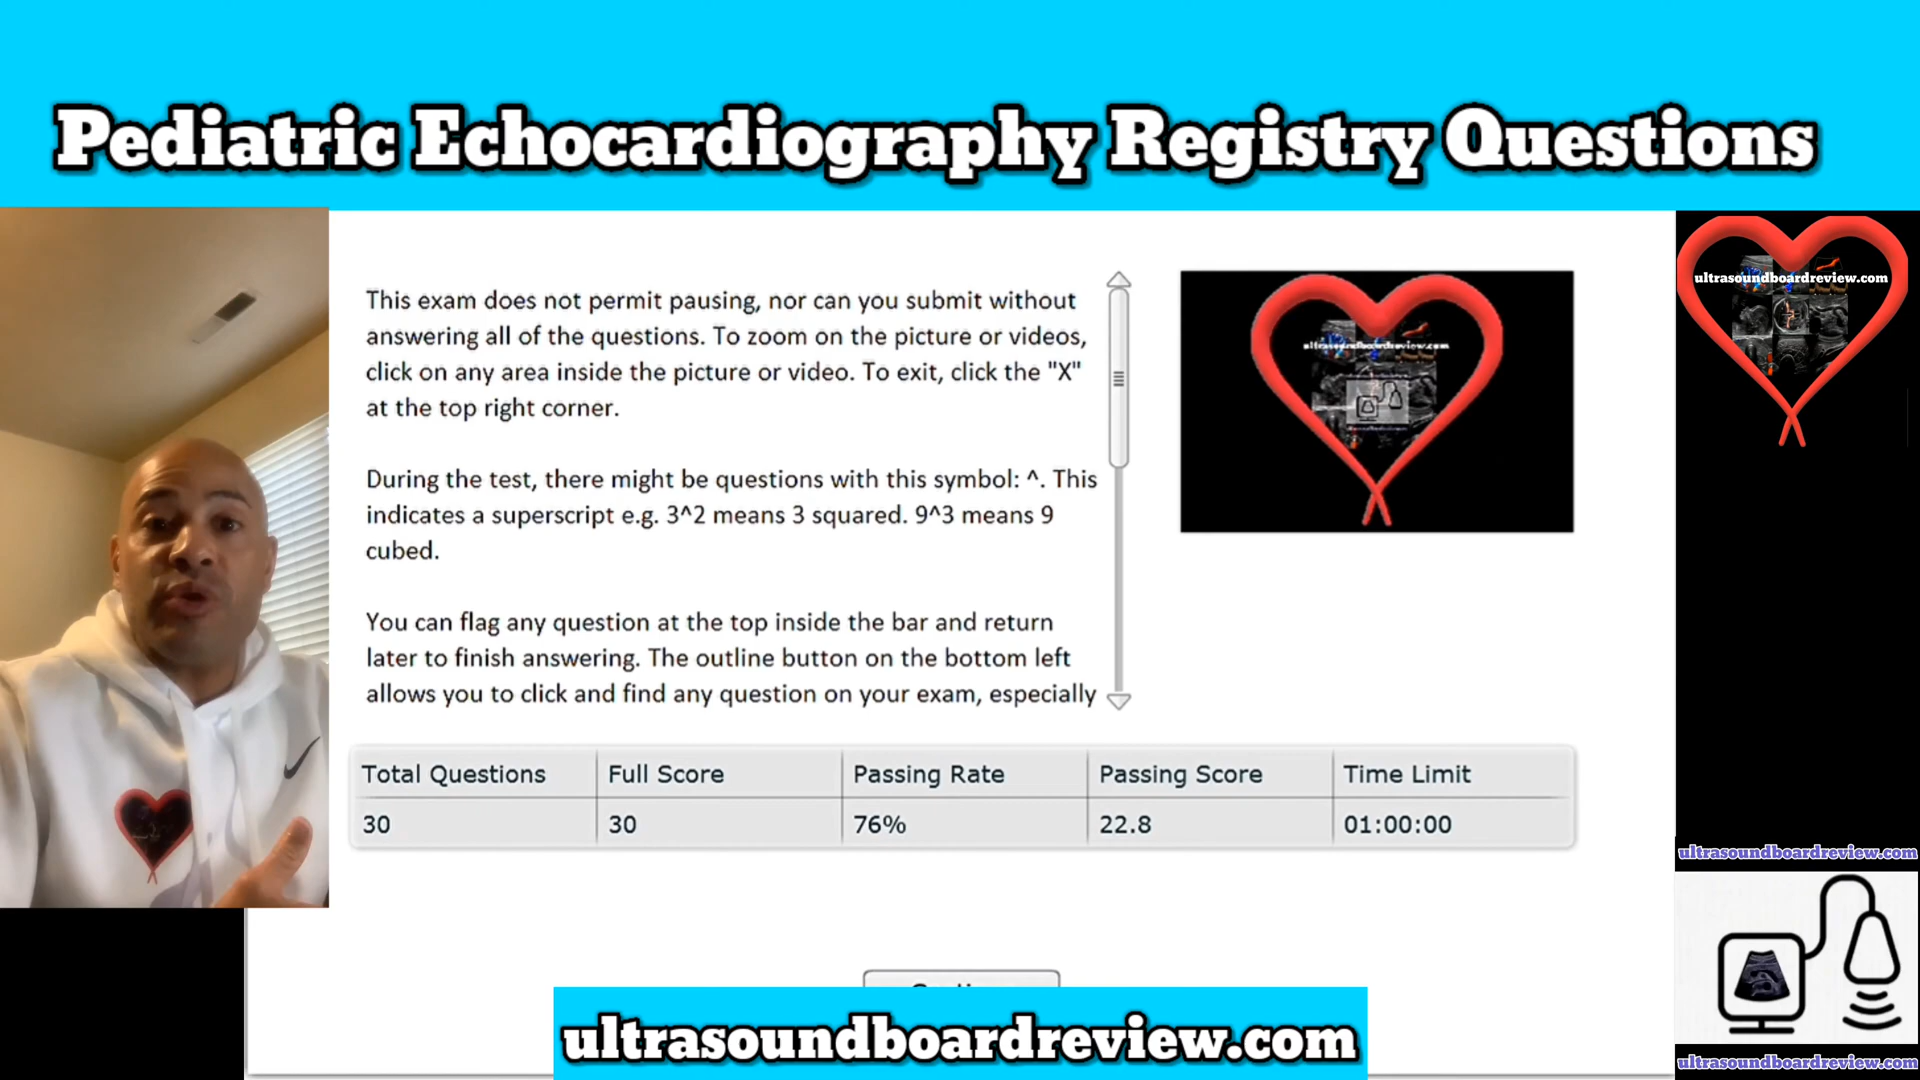 Pediatric Echocardiography Registry Questions
This exam does not permit pausing, nor can you submit without
answering all of the questions. To zoom on the picture or videos,
click on any area inside the picture or video. To exit, click the "X"
at the top right corner.
During the test, there might be questions with this symbol: ^. This
indicates a superscript e.g. 3^2 means 3 squared. 9^3 means 9
cubed.
You can flag any question at the top inside the bar and return
later to finish answering. The outline button on the bottom left
allows you to click and find any question on your exam, especially
ultrasoundboardreview.com
ultrasoundboardreview.com
Total Questions Full Score Passing Rate Passing Score Time Limit
30 30 76% 22.8 01:00:00
ultrasoundboardreview.com
ultrasoundboardreview.com
ultrasoundboardreview.com